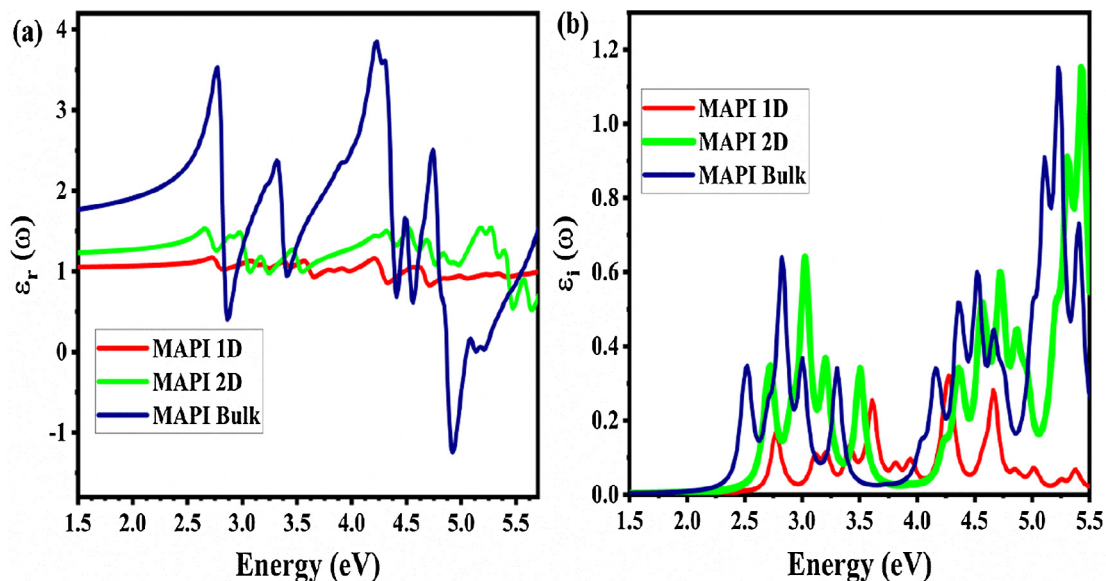 (a)
4
3
2
1
0
-1
εr (ω)
MAPI 1D
MAPI 2D
MAPI Bulk
1.5 2.0 2.5 3.0 3.5 4.0 4.5 5.0 5.5
Energy (eV)
(b)
1.2
1.0
0.8
0.6
0.4
0.2
0.0
εi (ω)
MAPI 1D
MAPI 2D
MAPI Bulk
1.5 2.0 2.5 3.0 3.5 4.0 4.5 5.0 5.5
Energy (eV)